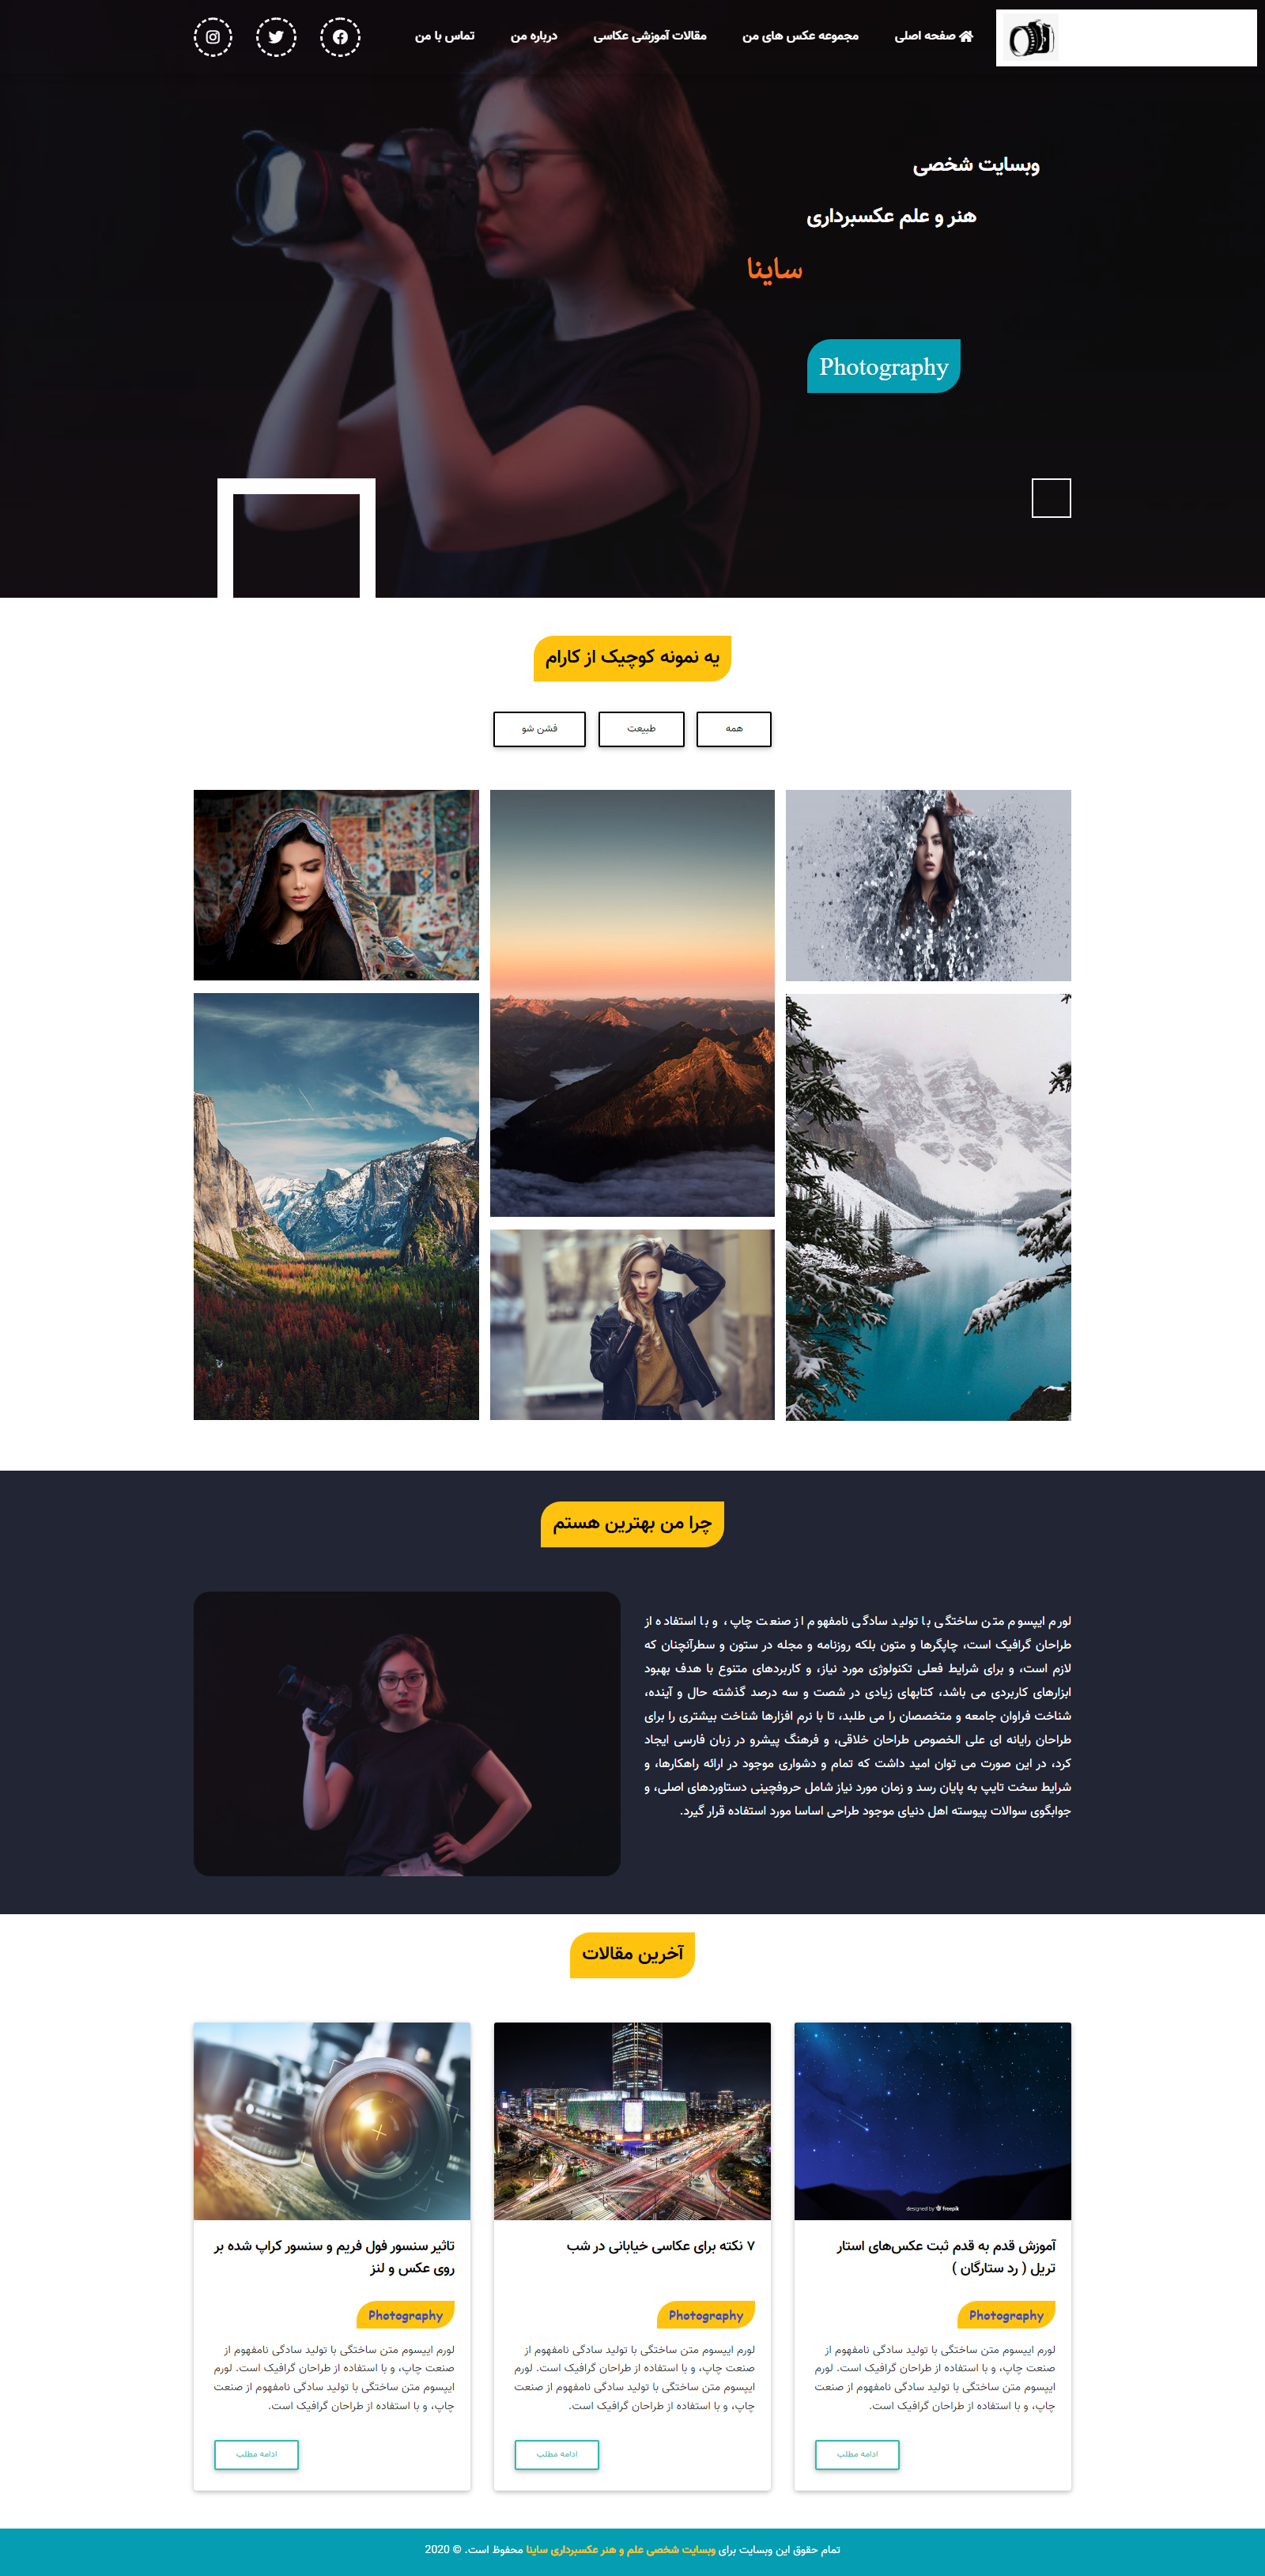 صفحه اصلی
مجموعه عکس های من
مقالات آموزشی عکاسی
درباره من
تماس با من
وبسایت شخصی
هنر و علم عکسبرداری
ساینا
Photography
یه نمونه کوچیک از کارام
همه
طبیعت
فشن شو
چرا من بهترین هستم
لورم ایپسوم متن ساختگی با تولید سادگی نامفهوم از صنعت چاپ، و با استفاده از
طراحان گرافیک است، چاپگرها و متون بلکه روزنامه و مجله در ستون و سطرآنچنان که
لازم است، و برای شرایط فعلی تکنولوژی مورد نیاز، و کاربردهای متنوع با هدف بهبود
ابزارهای کاربردی می باشد، کتابهای زیادی در شصت و سه درصد گذشته حال و آینده،
شناخت فراوان جامعه و متخصصان را می طلبد، تا با نرم افزارها شناخت بیشتری را برای
طراحان رایانه ای علی الخصوص طراحان خلاقی، و فرهنگ پیشرو در زبان فارسی ایجاد
کرد، در این صورت می توان امید داشت که تمام و دشواری موجود در ارائه راهکارها، و
شرایط سخت تایپ به پایان رسد و زمان مورد نیاز شامل حروفچینی دستاوردهای اصلی، و
جوابگوی سوالات پیوسته اهل دنیای موجود طراحی اساسا مورد استفاده قرار گیرد.
آخرین مقالات
designed by freepik
آموزش قدم به قدم ثبت عکس‌های استار
تریل ( رد ستارگان )
Photography
لورم ایپسوم متن ساختگی با تولید سادگی نامفهوم از
صنعت چاپ، و با استفاده از طراحان گرافیک است. لورم
ایپسوم متن ساختگی با تولید سادگی نامفهوم از صنعت
چاپ، و با استفاده از طراحان گرافیک است.
ادامه مطلب
۷ نکته برای عکاسی خیابانی در شب
Photography
لورم ایپسوم متن ساختگی با تولید سادگی نامفهوم از
صنعت چاپ، و با استفاده از طراحان گرافیک است. لورم
ایپسوم متن ساختگی با تولید سادگی نامفهوم از صنعت
چاپ، و با استفاده از طراحان گرافیک است.
ادامه مطلب
تاثیر سنسور فول فریم و سنسور کراپ شده بر
روی عکس و لنز
Photography
لورم ایپسوم متن ساختگی با تولید سادگی نامفهوم از
صنعت چاپ، و با استفاده از طراحان گرافیک است. لورم
ایپسوم متن ساختگی با تولید سادگی نامفهوم از صنعت
چاپ، و با استفاده از طراحان گرافیک است.
ادامه مطلب
تمام حقوق این وبسایت برای وبسایت شخصی علم و هنر عکسبرداری ساینا محفوظ است. © 2020